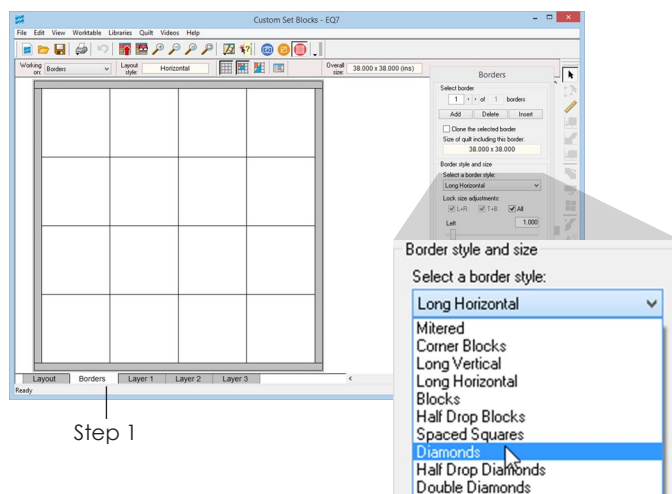 Custom Set Blocks - EQ7
File Edit View Worktable Libraries Quilt Videos Help
Working on: Borders Layout style: Horizontal Overall size: 38.000 x 38.000 (ins)
Borders
Select border
1 of 1 borders
Add Delete Insert
Clone the selected border
Size of quilt including this border:
38.000 x 38.000
Border style and size
Select a border style:
Long Horizontal
Lock size adjustments:
L+R T+B All
Left 1.000
Layout Borders Layer 1 Layer 2 Layer 3
Ready
Step 1
Border style and size
Select a border style:
Long Horizontal
Mitered
Corner Blocks
Long Vertical
Long Horizontal
Blocks
Half Drop Blocks
Spaced Squares
Diamonds
Half Drop Diamonds
Double Diamonds